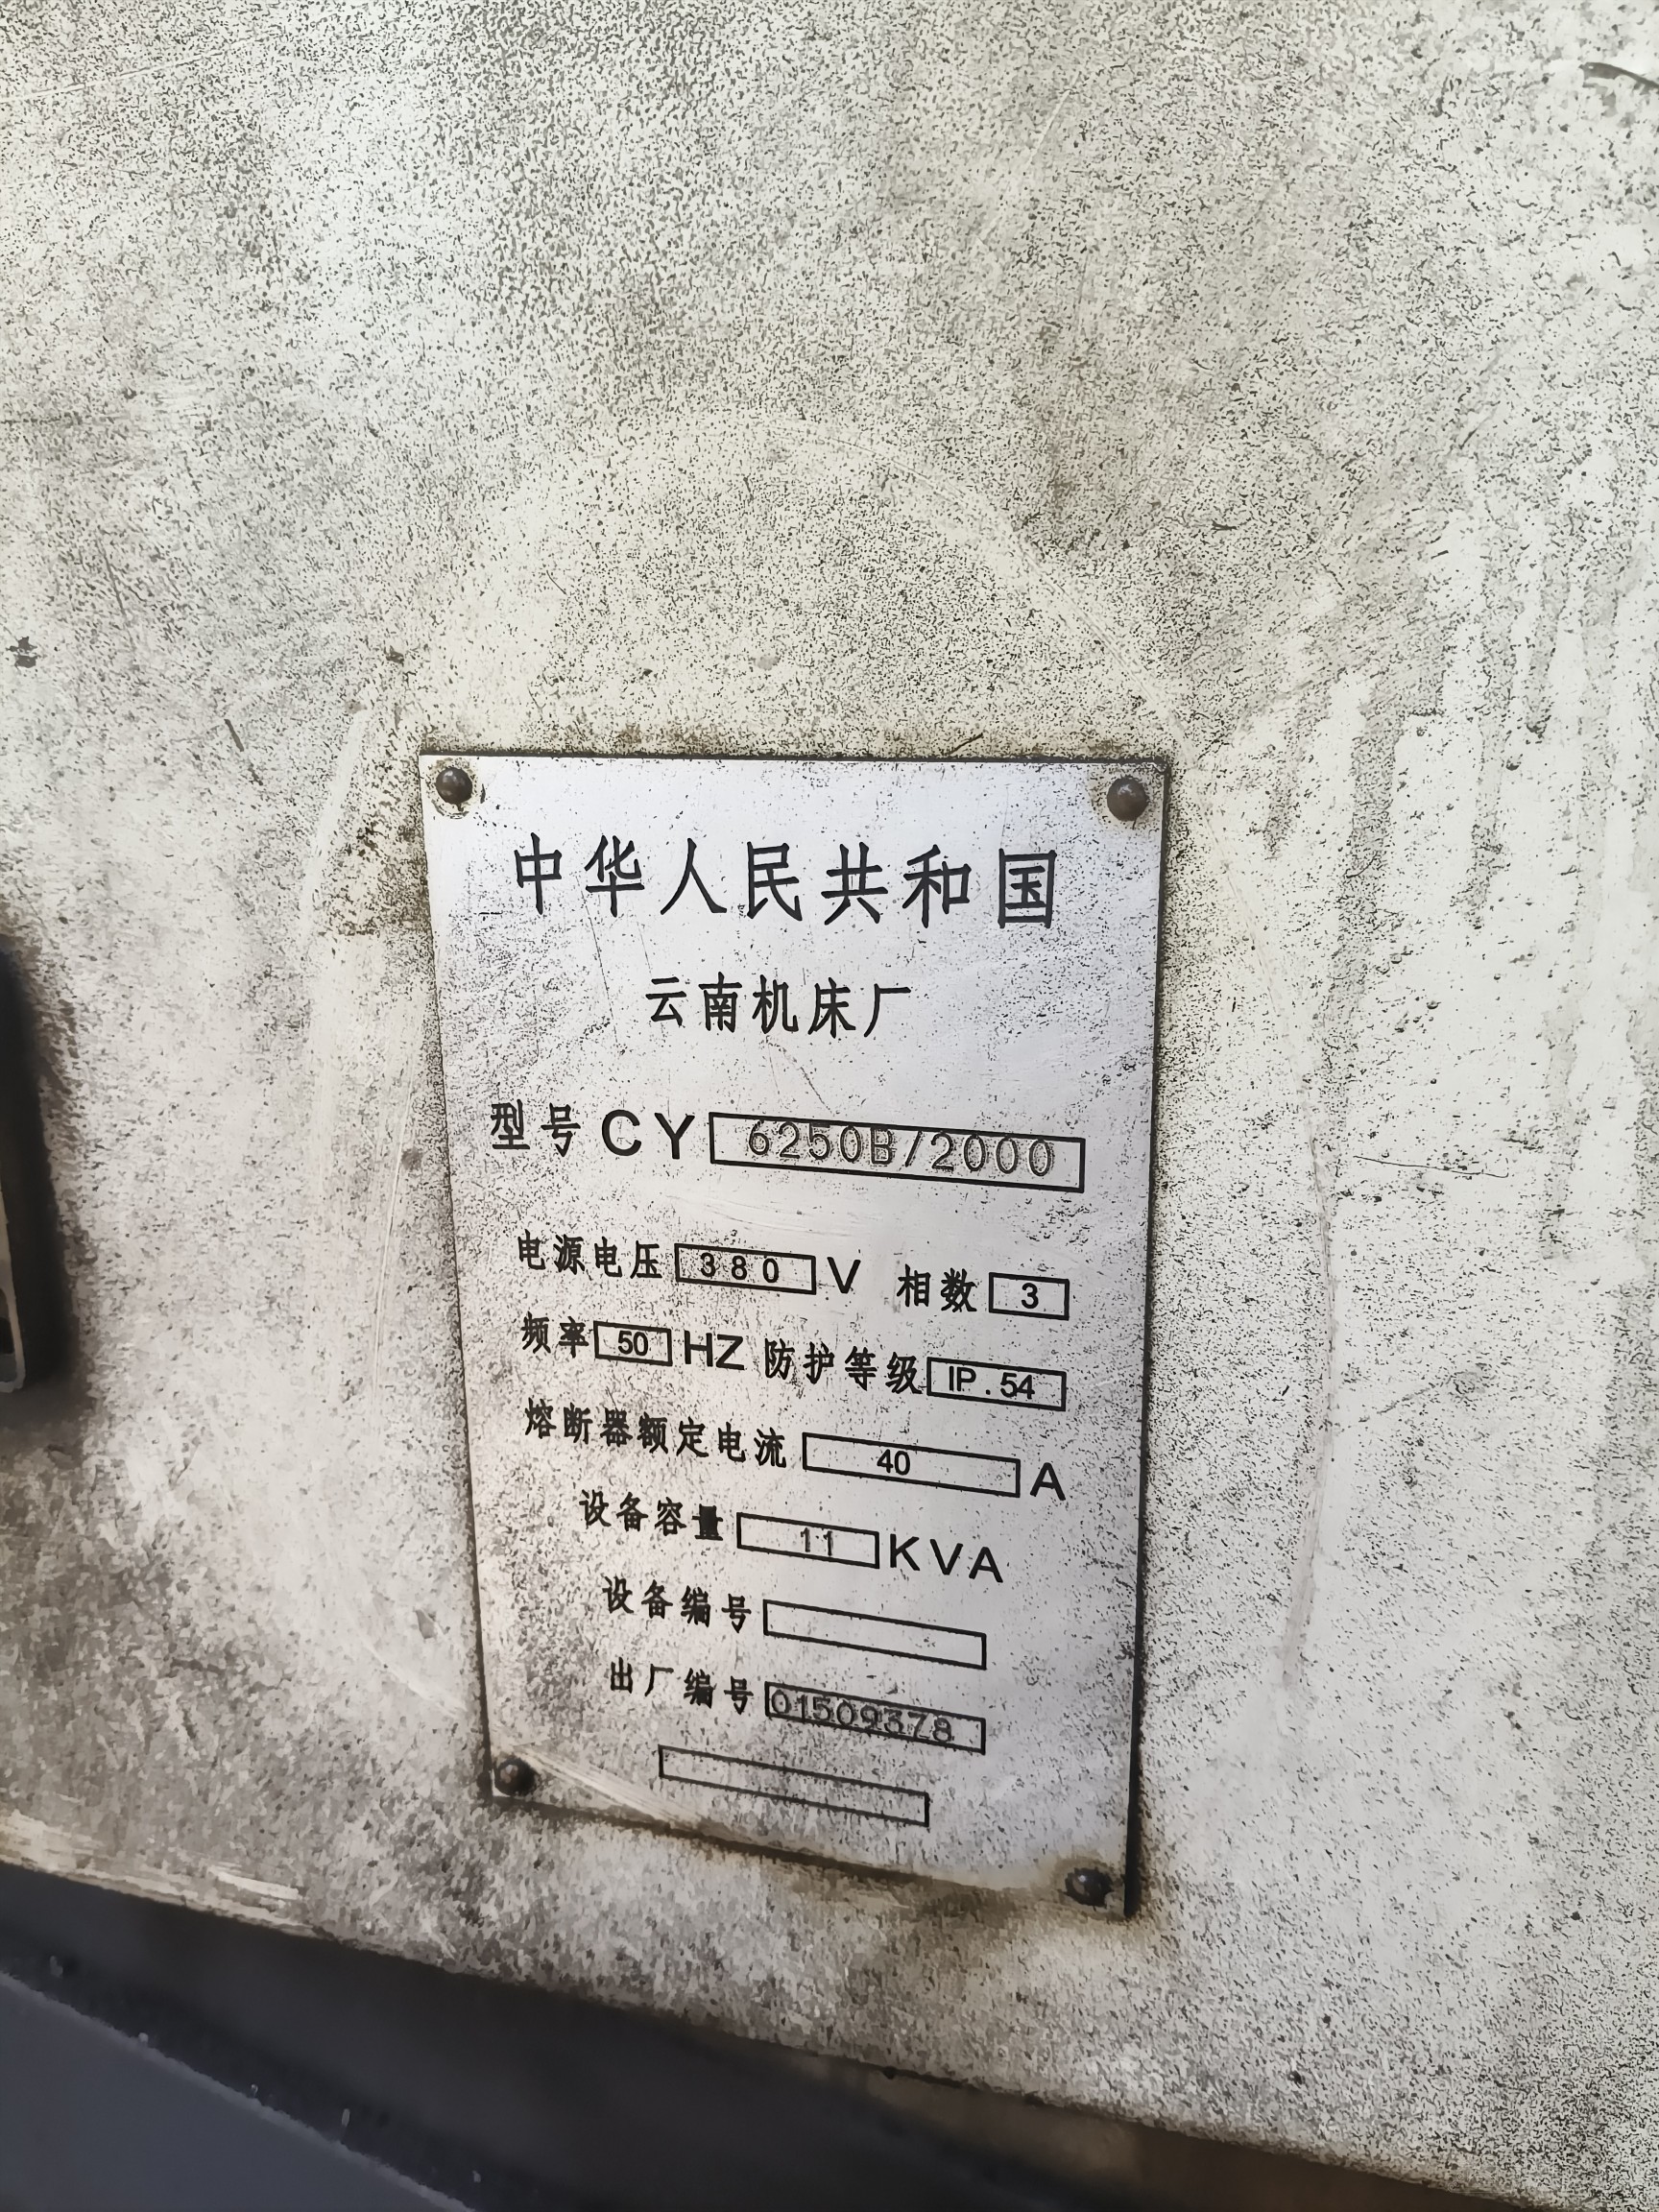 中华人民共和国
云南机床厂
型号 CY 6250B/2000
电源电压 380 V 相数 3
频率 50 HZ 防护等级 IP.54
熔断器额定电流 40 A
设备容量 11 KVA
设备编号
出厂编号 01509378